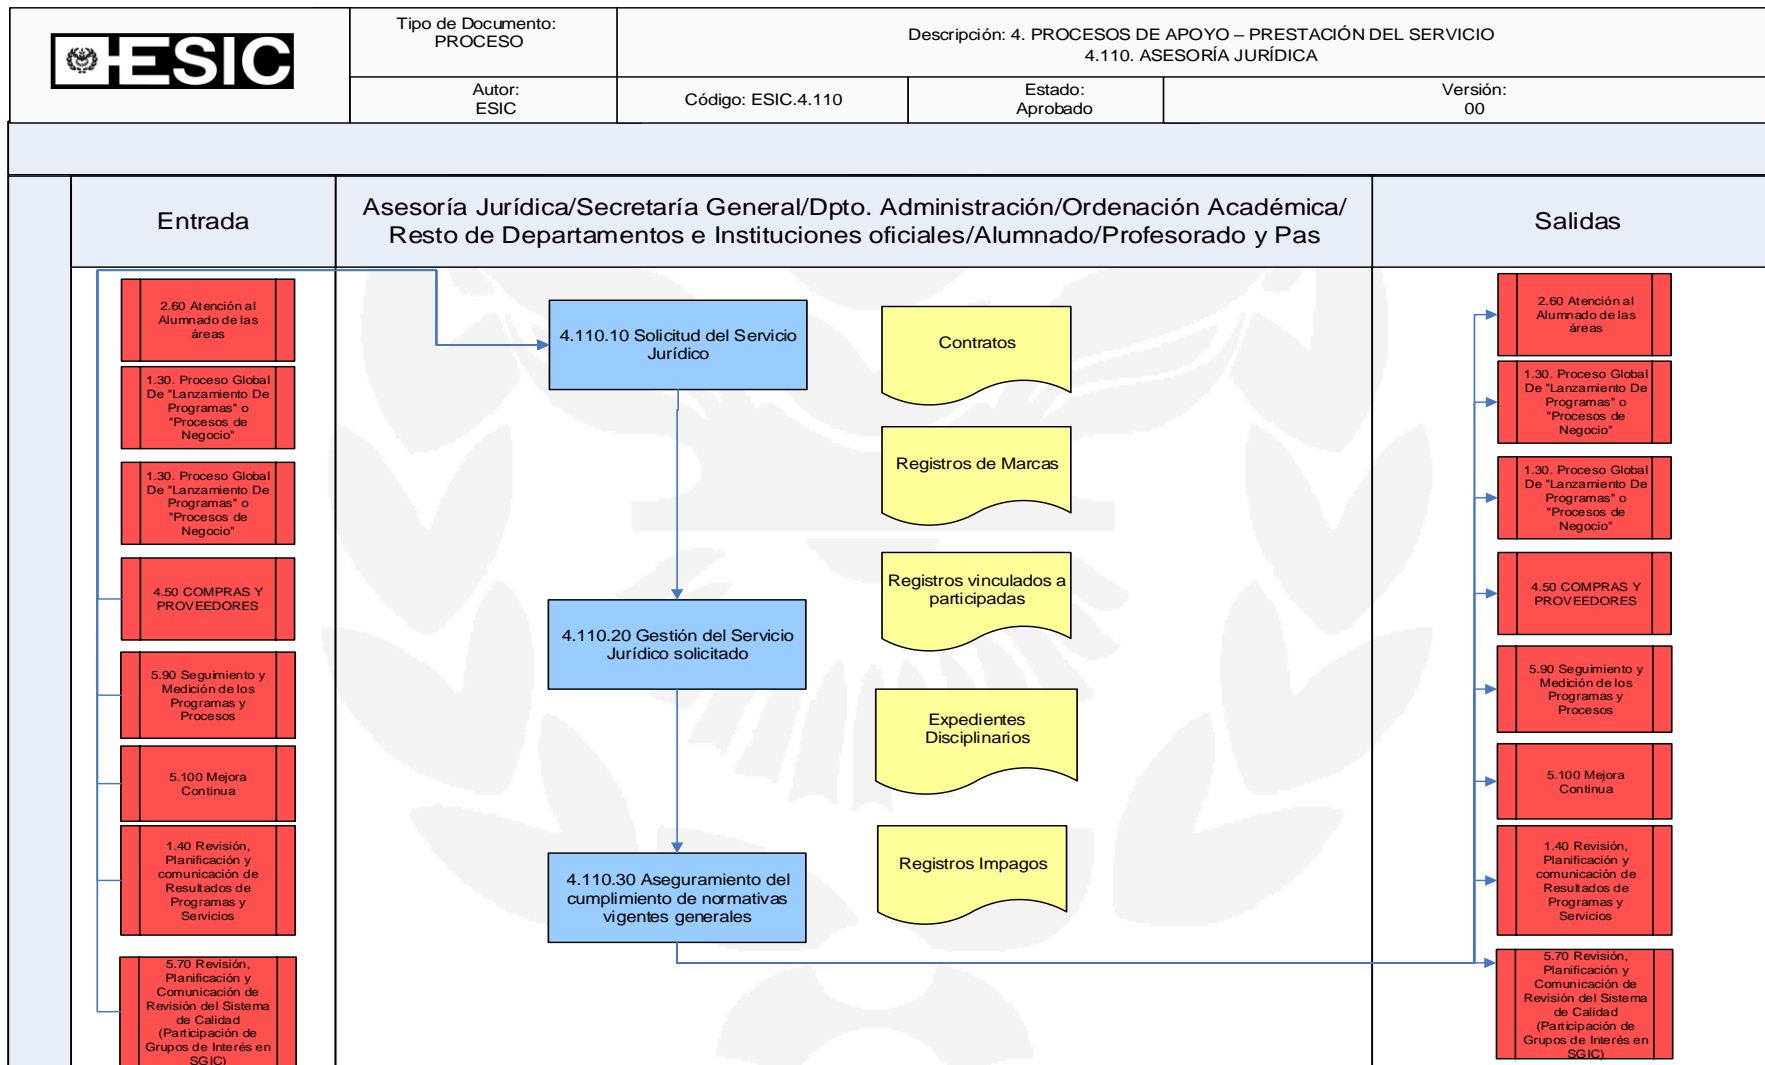 ESIC
Tipo de Documento:
PROCESO
Descripción: 4. PROCESOS DE APOYO – PRESTACIÓN DEL SERVICIO
4.110. ASESORÍA JURÍDICA
Autor:
ESIC
Código: ESIC.4.110
Estado:
Aprobado
Versión:
00
Entrada
Asesoría Jurídica/Secretaría General/Dpto. Administración/Ordenación Académica/
Resto de Departamentos e Instituciones oficiales/Alumnado/Profesorado y Pas
Salidas
2.60 Atención al
Alumnado de las
áreas
1.30. Proceso Global
De "Lanzamiento De
Programas" o
"Procesos de
Negocio"
1.30. Proceso Global
De "Lanzamiento De
Programas" o
"Procesos de
Negocio"
4.50 COMPRAS Y
PROVEEDORES
5.90 Seguimiento y
Medición de los
Programas y
Procesos
5.100 Mejora
Continua
1.40 Revisión,
Planificación y
comunicación de
Resultados de
Programas y
Servicios
5.70 Revisión,
Planificación y
Comunicación de
Revisión del Sistema
de Calidad
(Participación de
Grupos de Interés en
SGIC)
4.110.10 Solicitud del Servicio
Jurídico
4.110.20 Gestión del Servicio
Jurídico solicitado
4.110.30 Aseguramiento del
cumplimiento de normativas
vigentes generales
Contratos
Registros de Marcas
Registros vinculados a
participadas
Expedientes
Disciplinarios
Registros Impagos
2.60 Atención al
Alumnado de las
áreas
1.30. Proceso Global
De "Lanzamiento De
Programas" o
"Procesos de
Negocio"
1.30. Proceso Global
De "Lanzamiento De
Programas" o
"Procesos de
Negocio"
4.50 COMPRAS Y
PROVEEDORES
5.90 Seguimiento y
Medición de los
Programas y
Procesos
5.100 Mejora
Continua
1.40 Revisión,
Planificación y
comunicación de
Resultados de
Programas y
Servicios
5.70 Revisión,
Planificación y
Comunicación de
Revisión del Sistema
de Calidad
(Participación de
Grupos de Interés en
SGIC)